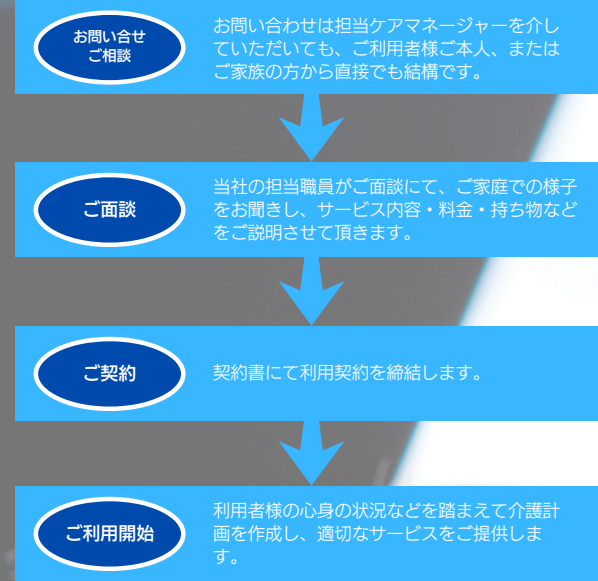 お問い合せ
ご相談
お問い合わせは担当ケアマネージャーを介し
ていただいても、ご利用者様ご本人、または
ご家族の方から直接でも結構です。
ご面談
当社の担当職員がご面談にて、ご家庭での様子
をお聞きし、サービス内容・料金・持ち物など
をご説明させて頂きます。
ご契約
契約書にて利用契約を締結します。
ご利用開始
利用者様の心身の状況などを踏まえて介護計
画を作成し、適切なサービスをご提供しま
す。